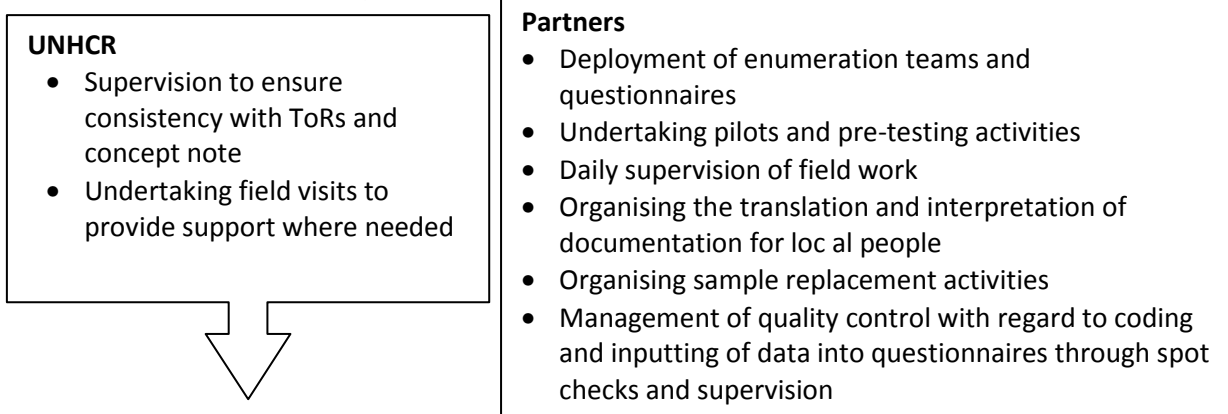 UNHCR
• Supervision to ensure
consistency with ToRs and
concept note
• Undertaking field visits to
provide support where needed
Partners
• Deployment of enumeration teams and
questionnaires
• Undertaking pilots and pre-testing activities
• Daily supervision of field work
• Organising the translation and interpretation of
documentation for loc al people
• Organising sample replacement activities
• Management of quality control with regard to coding
and inputting of data into questionnaires through spot
checks and supervision